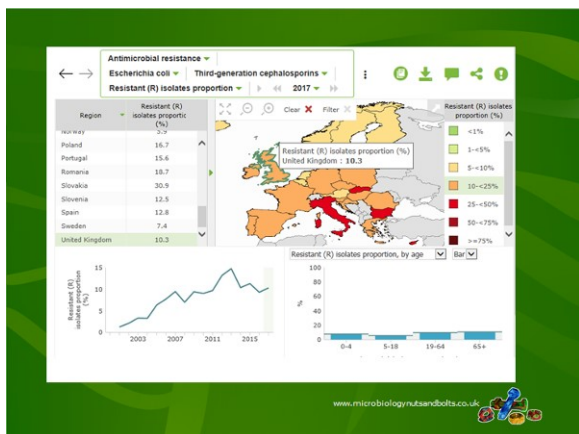 Antimicrobial resistance
Escherichia coli Third-generation cephalosporins
Resistant (R) isolates proportion 2017
Region
Resistant (R)
isolates proportic
(%)
Clear Filter
Resistant (R) isolates
proportion (%)
Norway 5.9
Poland 16.7
Portugal 15.6
Romania 18.7
Slovakia 30.9
Slovenia 12.5
Spain 12.8
Sweden 7.4
United Kingdom 10.3
Resistant (R) isolates proportion (%)
United Kingdom : 10.3
<1%
1-<5%
5-<10%
10-<25%
25-<50%
50-<75%
>=75%
Resistant (R)
isolates proportion
(%)
15
10
5
0
2003 2007 2011 2015
Resistant (R) isolates proportion, by age Bar
%
100
80
60
40
20
0
0-4 5-18 19-64 65+
www.microbiologynutsandbolts.co.uk